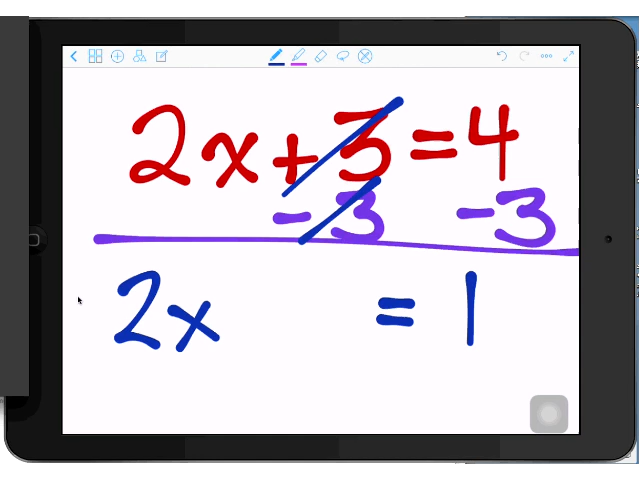 2x+3=4
-3 -3
2x = 1